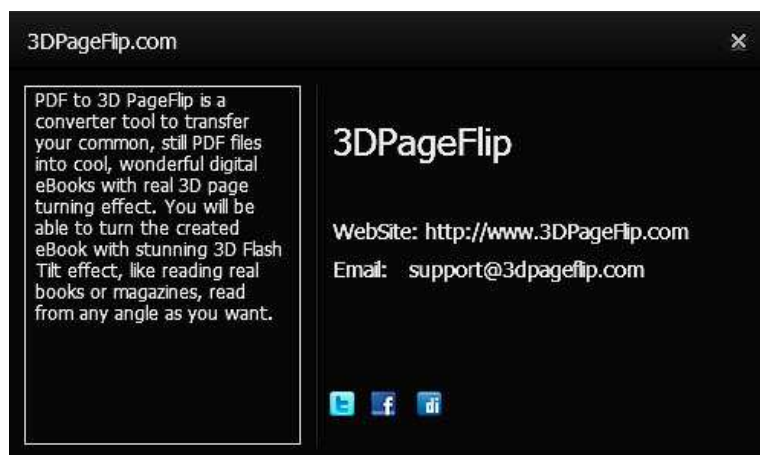 3DPageFlip.com
PDF to 3D PageFlip is a
converter tool to transfer
your common, still PDF files
into cool, wonderful digital
eBooks with real 3D page
turning effect. You will be
able to turn the created
eBook with stunning 3D Flash
Tilt effect, like reading real
books or magazines, read
from any angle as you want.
3DPageFlip
WebSite: http://www.3DPageFlip.com
Email: support@3dpageflip.com
t f di